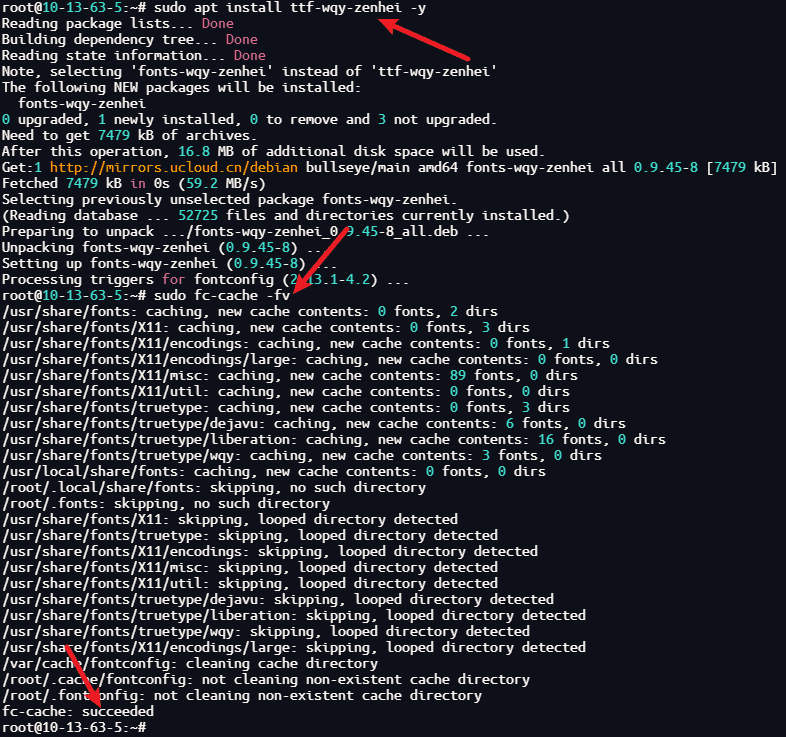 root@10-13-63-5:~# sudo apt install ttf-wqy-zenhei -y
Reading package lists... Done
Building dependency tree... Done
Reading state information... Done
Note, selecting 'fonts-wqy-zenhei' instead of 'ttf-wqy-zenhei'
The following NEW packages will be installed:
  fonts-wqy-zenhei
0 upgraded, 1 newly installed, 0 to remove and 3 not upgraded.
Need to get 7479 kB of archives.
After this operation, 16.8 MB of additional disk space will be used.
Get:1 http://mirrors.ucloud.cn/debian bullseye/main amd64 fonts-wqy-zenhei all 0.9.45-8 [7479 kB]
Fetched 7479 kB in 0s (59.2 MB/s)
Selecting previously unselected package fonts-wqy-zenhei.
(Reading database ... 52725 files and directories currently installed.)
Preparing to unpack .../fonts-wqy-zenhei_0.9.45-8_all.deb ...
Unpacking fonts-wqy-zenhei (0.9.45-8) ...
Setting up fonts-wqy-zenhei (0.9.45-8) ...
Processing triggers for fontconfig (2.13.1-4.2) ...
root@10-13-63-5:~# sudo fc-cache -fv
/usr/share/fonts: caching, new cache contents: 0 fonts, 2 dirs
/usr/share/fonts/X11: caching, new cache contents: 0 fonts, 3 dirs
/usr/share/fonts/X11/encodings: caching, new cache contents: 0 fonts, 1 dirs
/usr/share/fonts/X11/encodings/large: caching, new cache contents: 0 fonts, 0 dirs
/usr/share/fonts/X11/misc: caching, new cache contents: 89 fonts, 0 dirs
/usr/share/fonts/X11/util: caching, new cache contents: 0 fonts, 0 dirs
/usr/share/fonts/truetype: caching, new cache contents: 0 fonts, 3 dirs
/usr/share/fonts/truetype/dejavu: caching, new cache contents: 6 fonts, 0 dirs
/usr/share/fonts/truetype/liberation: caching, new cache contents: 16 fonts, 0 dirs
/usr/share/fonts/truetype/wqy: caching, new cache contents: 3 fonts, 0 dirs
/usr/local/share/fonts: caching, new cache contents: 0 fonts, 0 dirs
/root/.local/share/fonts: skipping, no such directory
/root/.fonts: skipping, no such directory
/usr/share/fonts/X11: skipping, looped directory detected
/usr/share/fonts/truetype: skipping, looped directory detected
/usr/share/fonts/X11/encodings: skipping, looped directory detected
/usr/share/fonts/X11/misc: skipping, looped directory detected
/usr/share/fonts/X11/util: skipping, looped directory detected
/usr/share/fonts/truetype/dejavu: skipping, looped directory detected
/usr/share/fonts/truetype/liberation: skipping, looped directory detected
/usr/share/fonts/truetype/wqy: skipping, looped directory detected
/usr/share/fonts/X11/encodings/large: skipping, looped directory detected
/var/cache/fontconfig: cleaning cache directory
/root/.cache/fontconfig: not cleaning non-existent cache directory
/root/.fontconfig: not cleaning non-existent cache directory
fc-cache: succeeded
root@10-13-63-5:~#